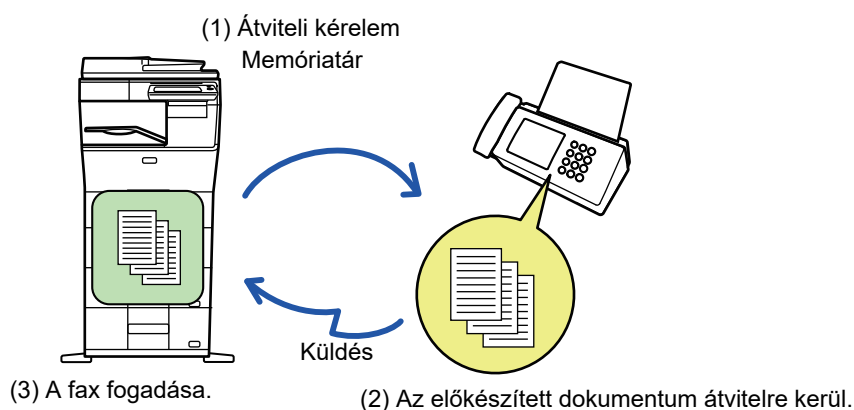 (1) Átviteli kérelem
Memóriatár
Küldés
(3) A fax fogadása.
(2) Az előkészített dokumentum átvitelre kerül.